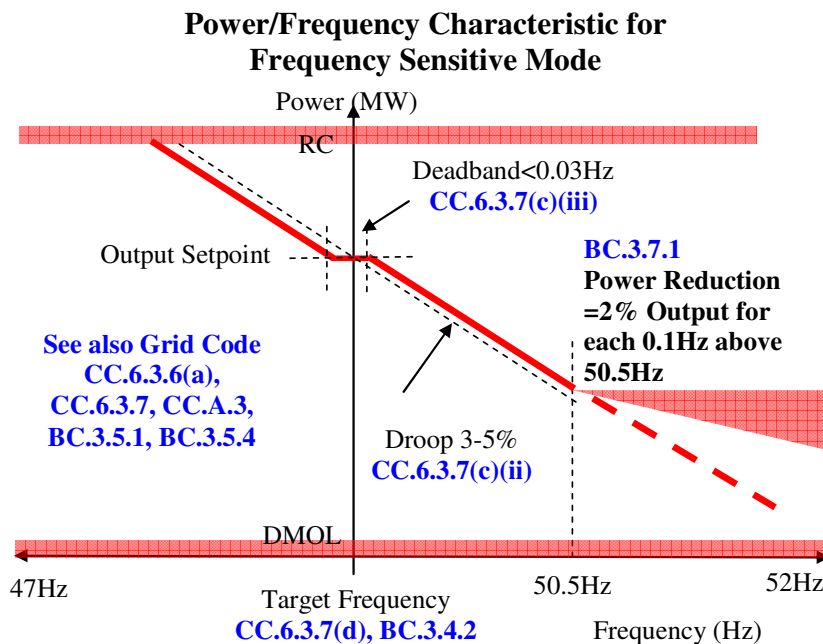 Power/Frequency Characteristic for
Frequency Sensitive Mode
Power (MW)
RC
Deadband<0.03Hz
CC.6.3.7(c)(iii)
Output Setpoint
BC.3.7.1
Power Reduction
=2% Output for
each 0.1Hz above
50.5Hz
See also Grid Code
CC.6.3.6(a),
CC.6.3.7, CC.A.3,
BC.3.5.1, BC.3.5.4
Droop 3-5%
CC.6.3.7(c)(ii)
DMOL
47Hz
50.5Hz
52Hz
Target Frequency
CC.6.3.7(d), BC.3.4.2
Frequency (Hz)